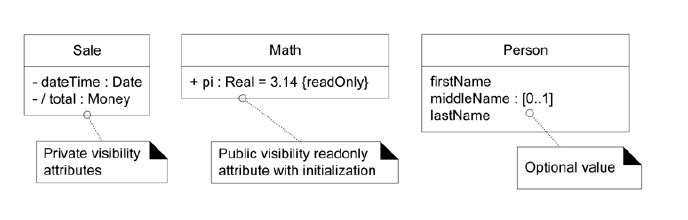 Sale
- dateTime : Date
- / total : Money
Private visibility
attributes
Math
+ pi : Real = 3.14 {readOnly}
Public visibility readonly
attribute with initialization
Person
firstName
middleName : [0..1]
lastName
Optional value